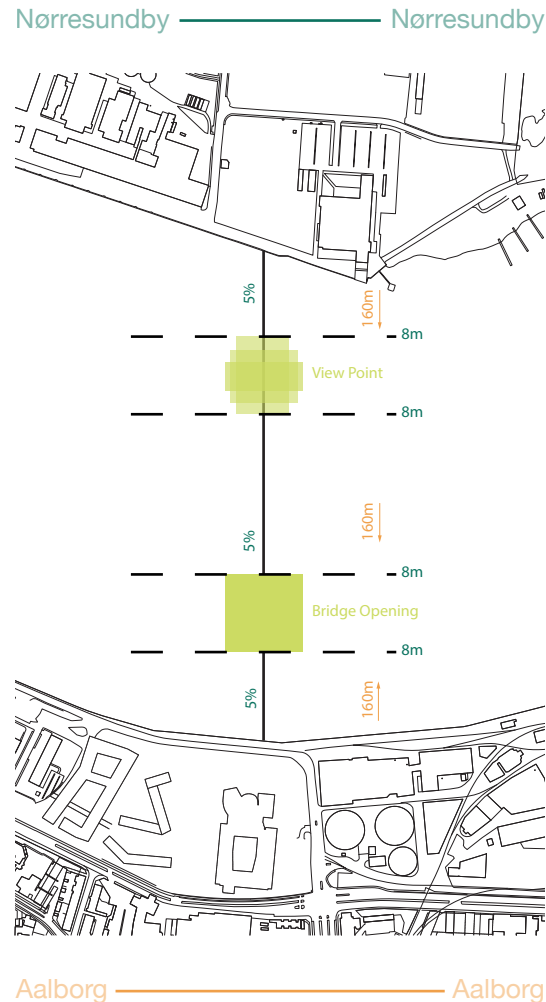 Nørresundby Nørresundby
5%
160m
8m
View Point
8m
160m
5%
8m
Bridge Opening
8m
5%
160m
Aalborg Aalborg